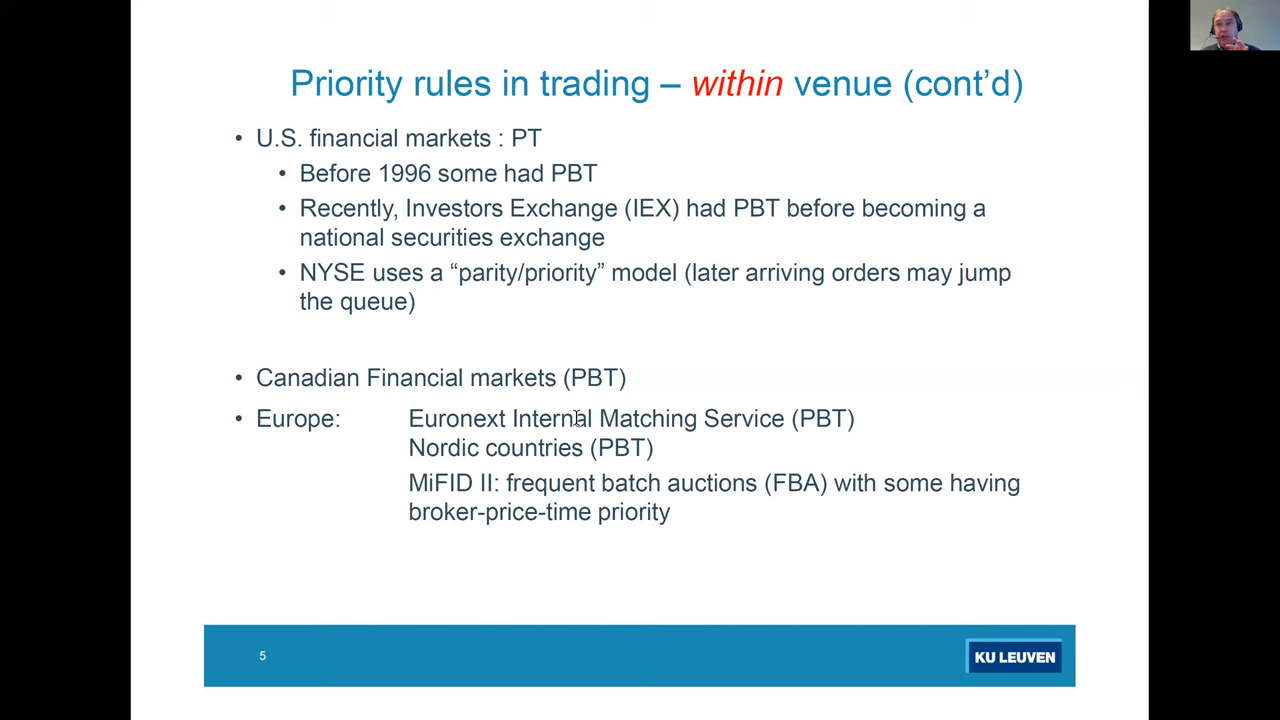 Priority rules in trading – within venue (cont’d)
• U.S. financial markets : PT
• Before 1996 some had PBT
• Recently, Investors Exchange (IEX) had PBT before becoming a
national securities exchange
• NYSE uses a “parity/priority” model (later arriving orders may jump
the queue)
• Canadian Financial markets (PBT)
• Europe: Euronext Internal Matching Service (PBT)
Nordic countries (PBT)
MiFID II: frequent batch auctions (FBA) with some having
broker-price-time priority
5
KU LEUVEN